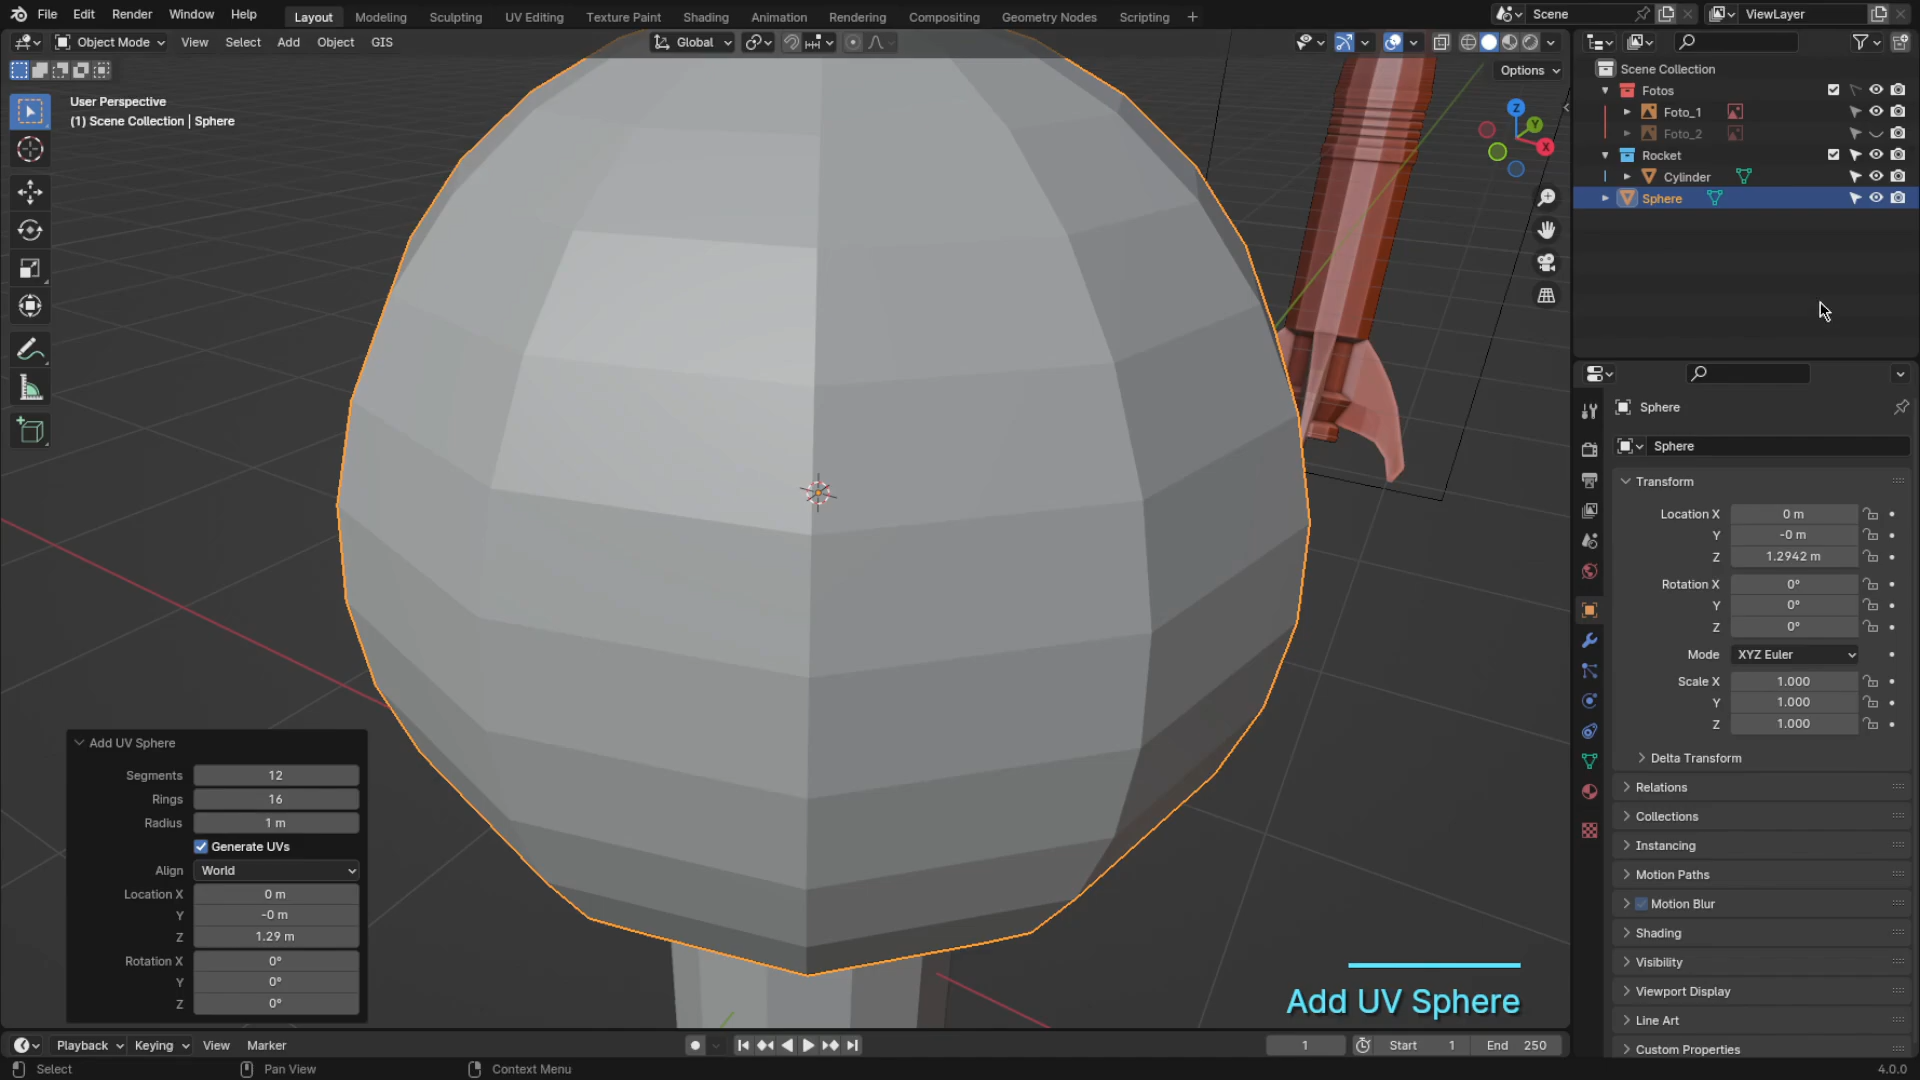 File Edit Render Window Help Layout Modeling Sculpting UV Editing Texture Paint Shading Animation Rendering Compositing Geometry Nodes Scripting Scene ViewLayer
Object Mode View Select Add Object GIS Global
Options
User Perspective
(1) Scene Collection | Sphere
Z
Y
X
Scene Collection
Fotos
Foto_1
Foto_2
Rocket
Cylinder
Sphere
Sphere
Sphere
Transform
Location X 0 m
Y -0 m
Z 1.2942 m
Rotation X 0°
Y 0°
Z 0°
Mode XYZ Euler
Scale X 1.000
Y 1.000
Z 1.000
Delta Transform
Relations
Collections
Instancing
Motion Paths
Motion Blur
Shading
Visibility
Viewport Display
Line Art
Custom Properties
Add UV Sphere
Segments 12
Rings 16
Radius 1 m
Generate UVs
Align World
Location X 0 m
Y -0 m
Z 1.29 m
Rotation X 0°
Y 0°
Z 0°
Add UV Sphere
Playback Keying View Marker 1 Start 1 End 250
Select Pan View Context Menu 4.0.0